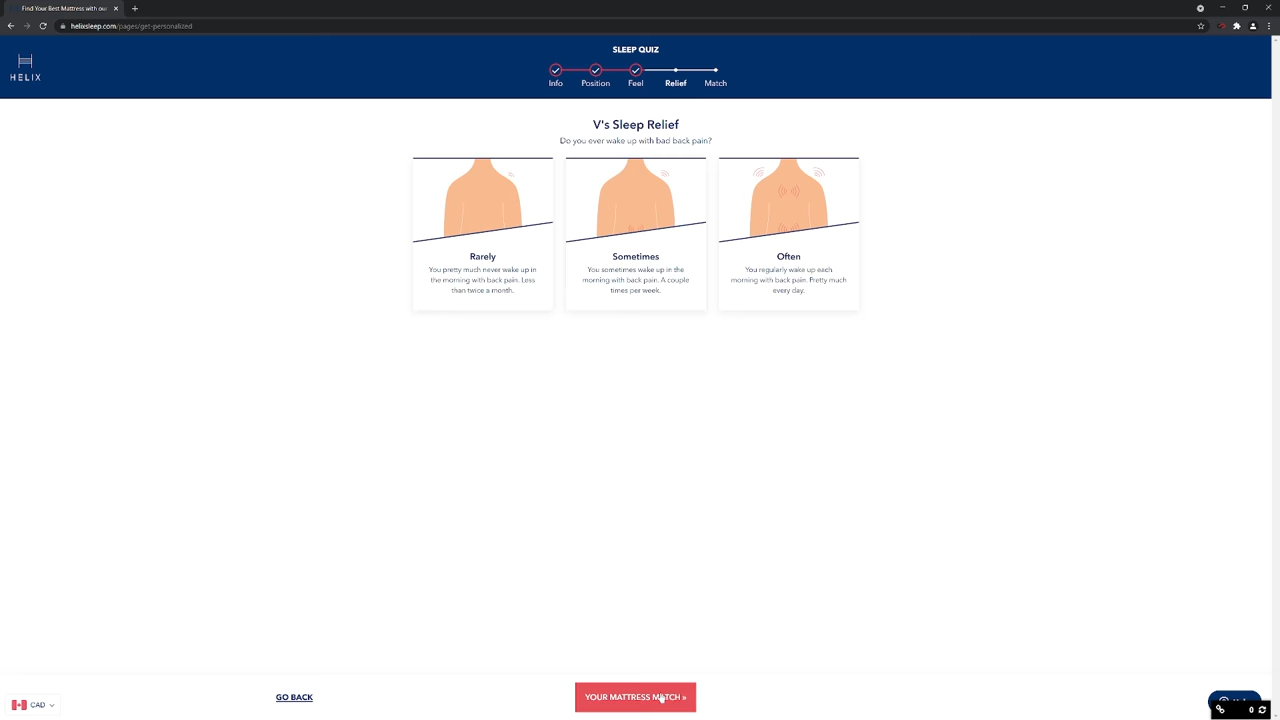 Find Your Best Mattress with our
helixsleep.com/pages/get-personalized
HELIX
SLEEP QUIZ
Info
Position
Feel
Relief
Match
V's Sleep Relief
Do you ever wake up with bad back pain?
Rarely
You pretty much never wake up in
the morning with back pain. Less
than twice a month.
Sometimes
You sometimes wake up in the
morning with back pain. A couple
times per week.
Often
You regularly wake up each
morning with back pain. Pretty much
every day.
GO BACK
YOUR MATTRESS MATCH »
CAD
0